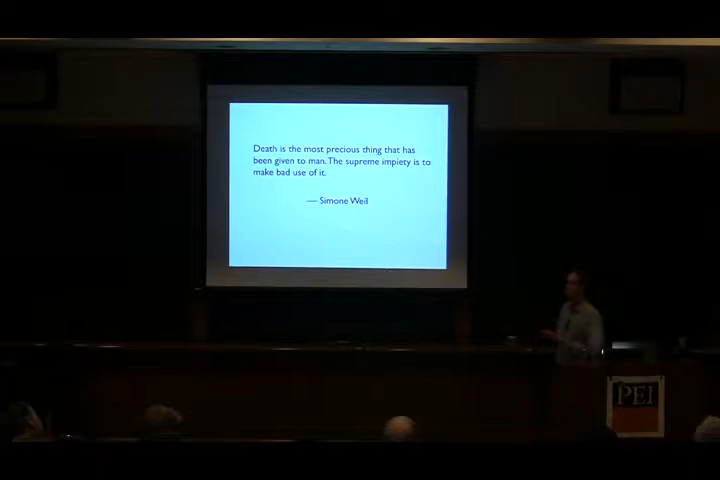 Death is the most precious thing that has
been given to man. The supreme impiety is to
make bad use of it.
— Simone Weil
PEI